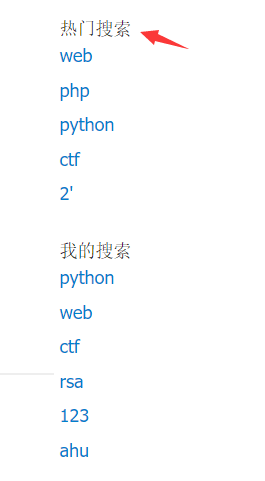 热门搜索
web
php
python
ctf
2'
我的搜索
python
web
ctf
rsa
123
ahu